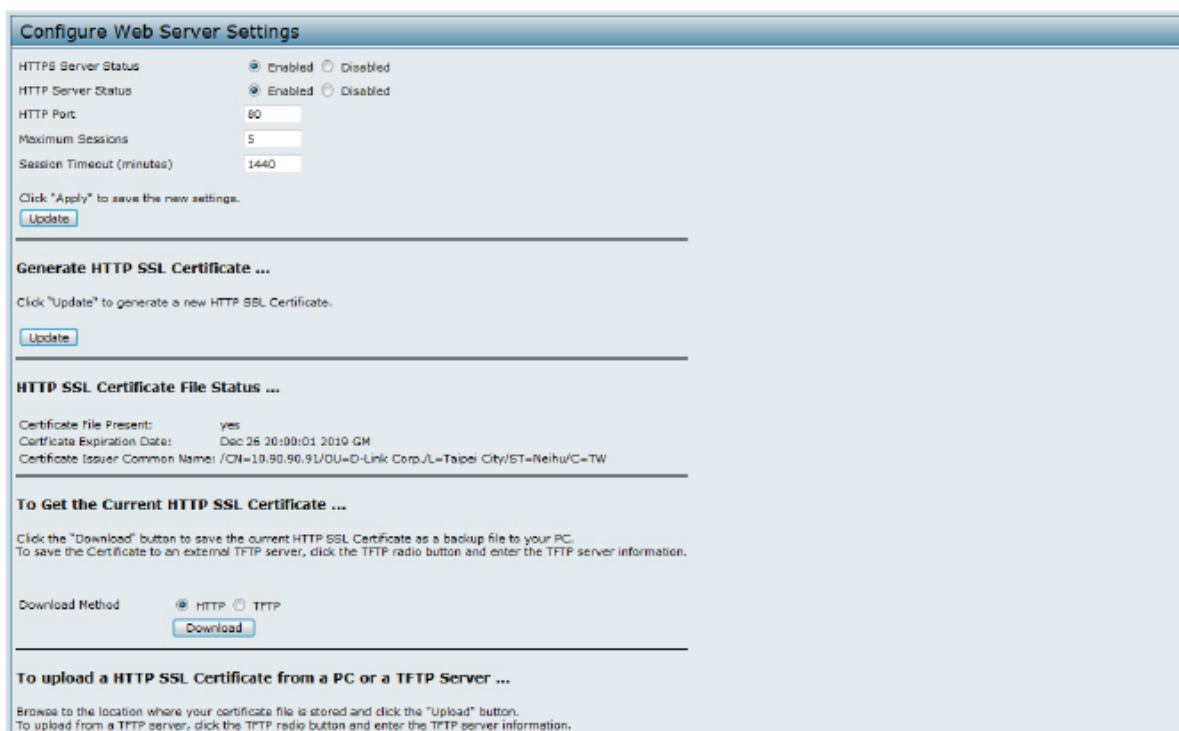 Configure Web Server Settings
HTTPS Server Status Enabled Disabled
HTTP Server Status Enabled Disabled
HTTP Port 80
Maximum Sessions 5
Session Timeout (minutes) 1440
Click "Apply" to save the new settings.
Update
Generate HTTP SSL Certificate ...
Click "Update" to generate a new HTTP SSL Certificate.
Update
HTTP SSL Certificate File Status ...
Certificate File Present: yes
Certficate Expiration Date: Dec 26 20:00:01 2019 GM
Certificate Issuer Common Name: /CN=10.90.90.91/OU=D-Link Corp./L=Taipei City/ST=Neihu/C=TW
To Get the Current HTTP SSL Certificate ...
Click the "Download" button to save the current HTTP SSL Certificate as a backup file to your PC.
To save the Certificate to an external TFTP server, click the TFTP radio button and enter the TFTP server information.
Download Method HTTP TFTP
Download
To upload a HTTP SSL Certificate from a PC or a TFTP Server ...
Browse to the location where your certificate file is stored and click the "Upload" button.
To upload from a TFTP server, click the TFTP radio button and enter the TFTP server information.